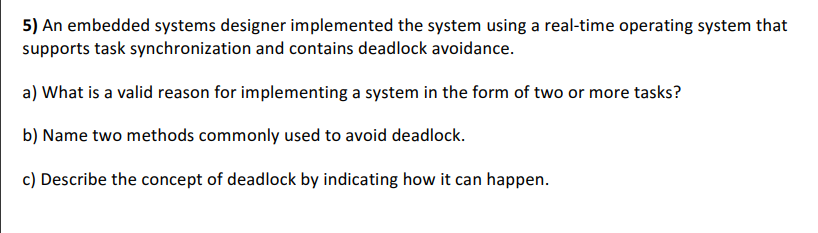 5) An embedded systems designer implemented the system using a real-time operating system that
supports task synchronization and contains deadlock avoidance.
a) What is a valid reason for implementing a system in the form of two or more tasks?
b) Name two methods commonly used to avoid deadlock.
c) Describe the concept of deadlock by indicating how it can happen.